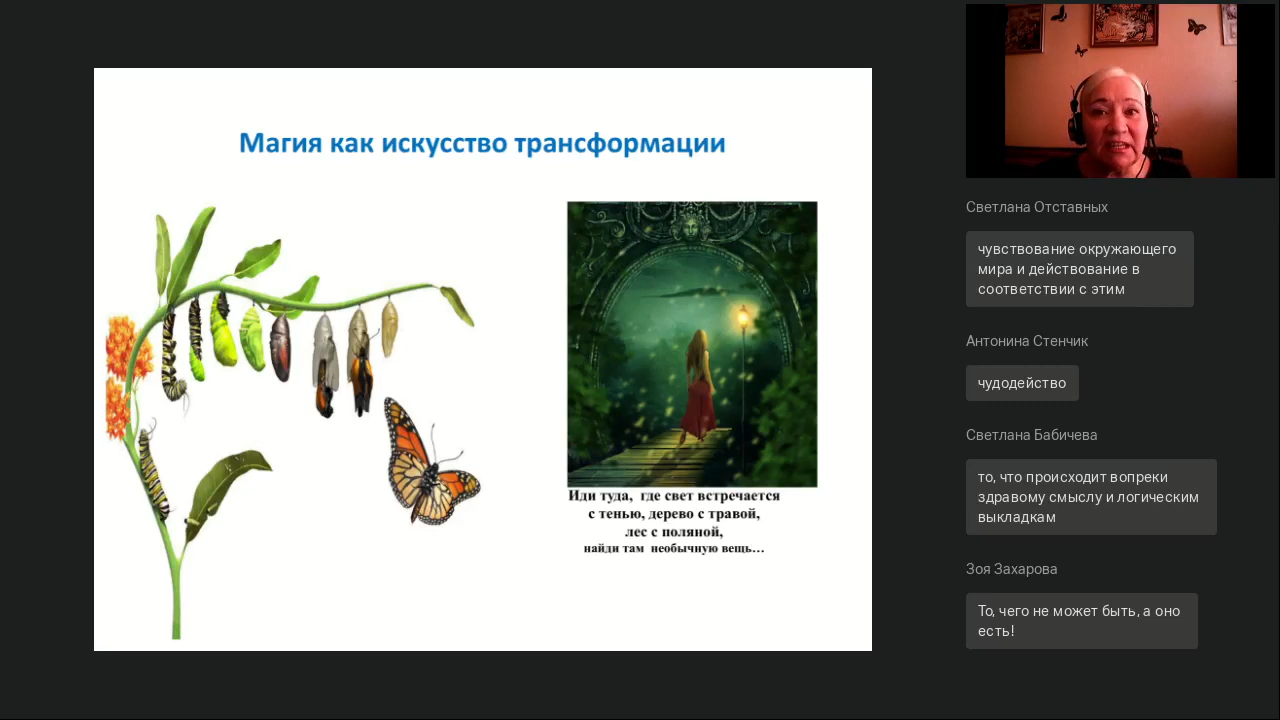 Магия как искусство трансформации
Иди туда, где свет встречается
с тенью, дерево с травой,
лес с поляной,
найди там необычную вещь...
Светлана Отставных
чувствование окружающего
мира и действование в
соответствии с этим
Антонина Стенчик
чудодейство
Светлана Бабичева
то, что происходит вопреки
здравому смыслу и логическим
выкладкам
Зоя Захарова
То, чего не может быть, а оно
есть!